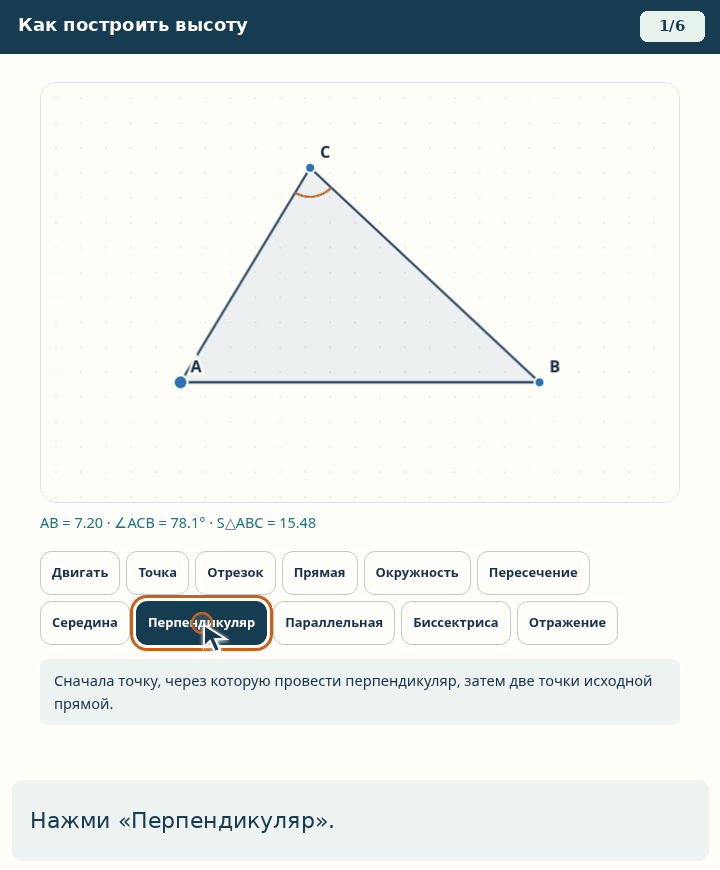 Как построить высоту
1/6
C
A
B
AB = 7.20 · ∠ACB = 78.1° · S△ABC = 15.48
Двигать Точка Отрезок Прямая Окружность Пересечение
Середина Перпендикуляр Параллельная Биссектриса Отражение
Сначала точку, через которую провести перпендикуляр, затем две точки исходной
прямой.
Нажми «Перпендикуляр».